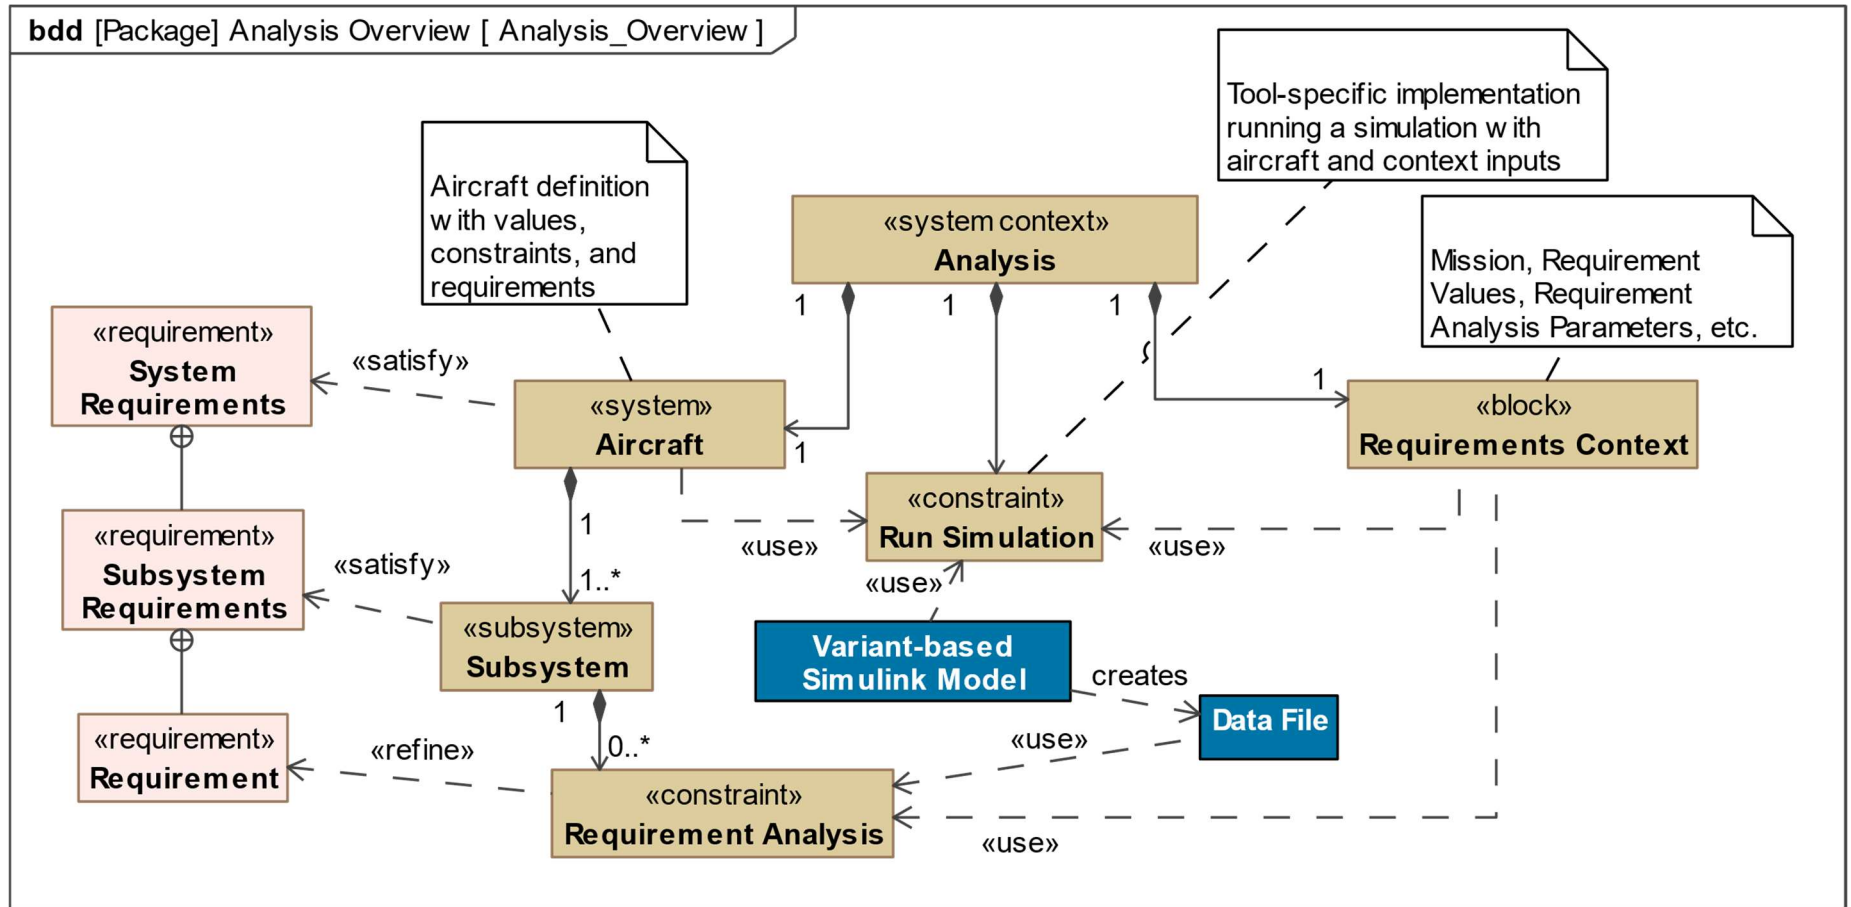 bdd [Package] Analysis Overview [ Analysis_Overview ]
Tool-specific implementation
running a simulation with
aircraft and context inputs
Aircraft definition
with values,
constraints, and
requirements
«system context»
Analysis
Mission, Requirement
Values, Requirement
Analysis Parameters, etc.
1
1
1
«requirement»
System
Requirements
«satisfy»
«system»
Aircraft
1
1
«block»
Requirements Context
«constraint»
Run Simulation
«use»
«use»
«use»
1
1..*
«requirement»
Subsystem
Requirements
«satisfy»
«subsystem»
Subsystem
Variant-based
Simulink Model
creates
Data File
1
0..*
«requirement»
Requirement
«refine»
«use»
«constraint»
Requirement Analysis
«use»